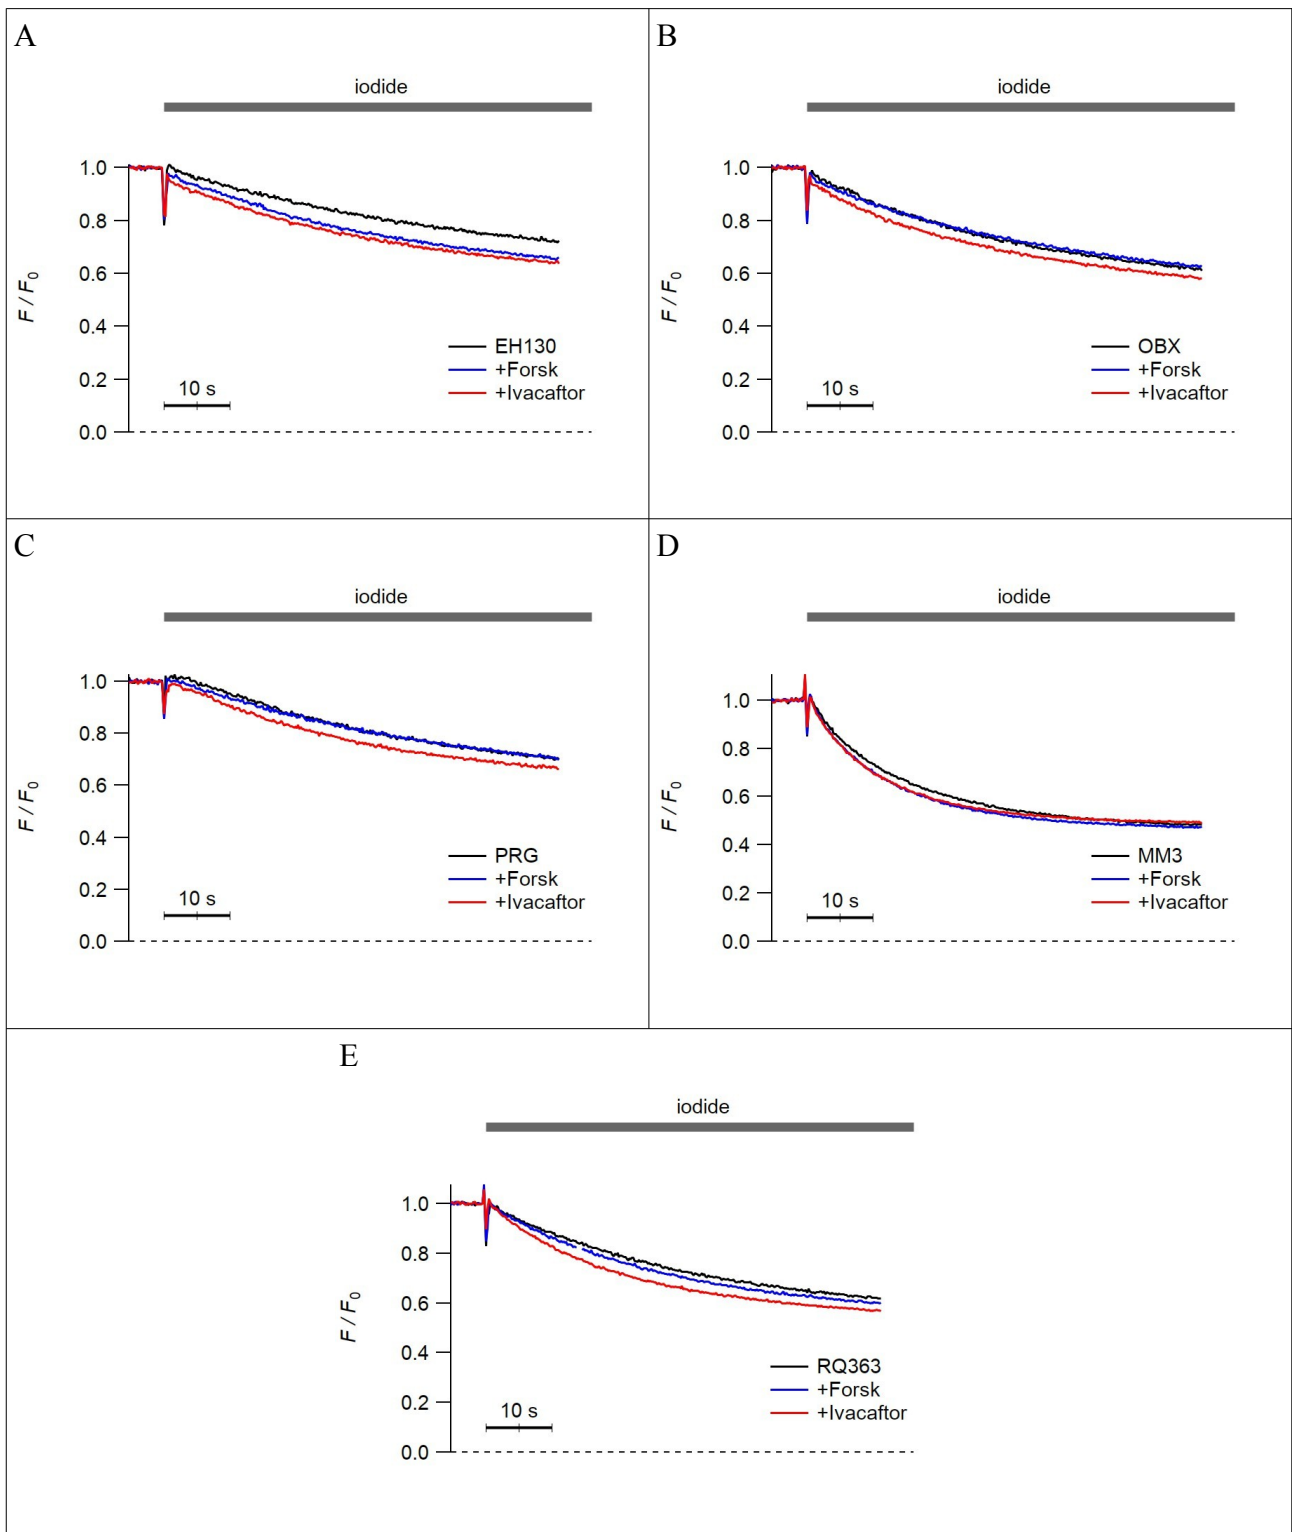 A
iodide
1.0
0.8
0.6
0.4
0.2
0.0
F / F0
10 s
EH130
+Forsk
+Ivacaftor
B
iodide
1.0
0.8
0.6
0.4
0.2
0.0
F / F0
10 s
OBX
+Forsk
+Ivacaftor
C
iodide
1.0
0.8
0.6
0.4
0.2
0.0
F / F0
10 s
PRG
+Forsk
+Ivacaftor
D
iodide
1.0
0.8
0.6
0.4
0.2
0.0
F / F0
10 s
MM3
+Forsk
+Ivacaftor
E
iodide
1.0
0.8
0.6
0.4
0.2
0.0
F / F0
10 s
RQ363
+Forsk
+Ivacaftor